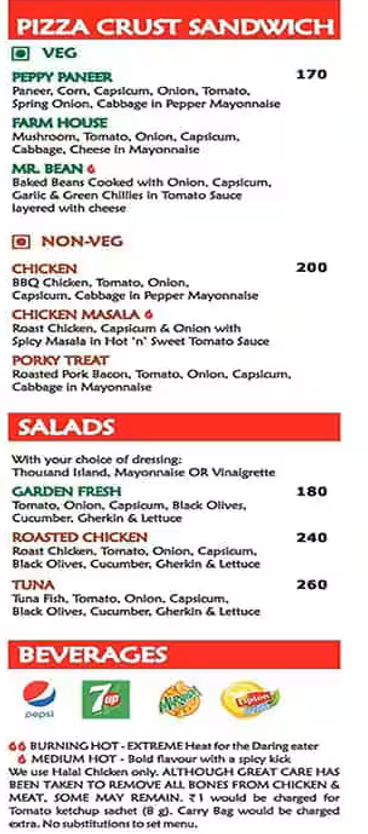 PIZZA CRUST SANDWICH
VEG
PEPPY PANEER 170
Paneer, Corn, Capsicum, Onion, Tomato,
Spring Onion, Cabbage in Pepper Mayonnaise
FARM HOUSE
Mushroom, Tomato, Onion, Capsicum,
Cabbage, Cheese in Mayonnaise
MR. BEAN
Baked Beans Cooked with Onion, Capsicum,
Garlic & Green Chillies in Tomato Sauce
layered with cheese
NON-VEG
CHICKEN 200
BBQ Chicken, Tomato, Onion,
Capsicum, Cabbage in Pepper Mayonnaise
CHICKEN MASALA
Roast Chicken, Capsicum & Onion with
Spicy Masala in Hot 'n' Sweet Tomato Sauce
PORKY TREAT
Roasted Pork Bacon, Tomato, Onion, Capsicum,
Cabbage in Mayonnaise
SALADS
With your choice of dressing:
Thousand Island, Mayonnaise OR Vinaigrette
GARDEN FRESH 180
Tomato, Onion, Capsicum, Black Olives,
Cucumber, Gherkin & Lettuce
ROASTED CHICKEN 240
Roast Chicken, Tomato, Onion, Capsicum,
Black Olives, Cucumber, Gherkin & Lettuce
TUNA 260
Tuna Fish, Tomato, Onion, Capsicum,
Black Olives, Cucumber, Gherkin & Lettuce
BEVERAGES
pepsi 7up Mirinda Lipton
BURNING HOT - EXTREME Heat for the Daring eater
MEDIUM HOT - Bold flavour with a spicy kick
We use Halal Chicken only. ALTHOUGH GREAT CARE HAS
BEEN TAKEN TO REMOVE ALL BONES FROM CHICKEN &
MEAT, SOME MAY REMAIN. ₹1 would be charged for
Tomato ketchup sachet (8 g). Carry Bag would be charged
extra. No substitutions to set menu.